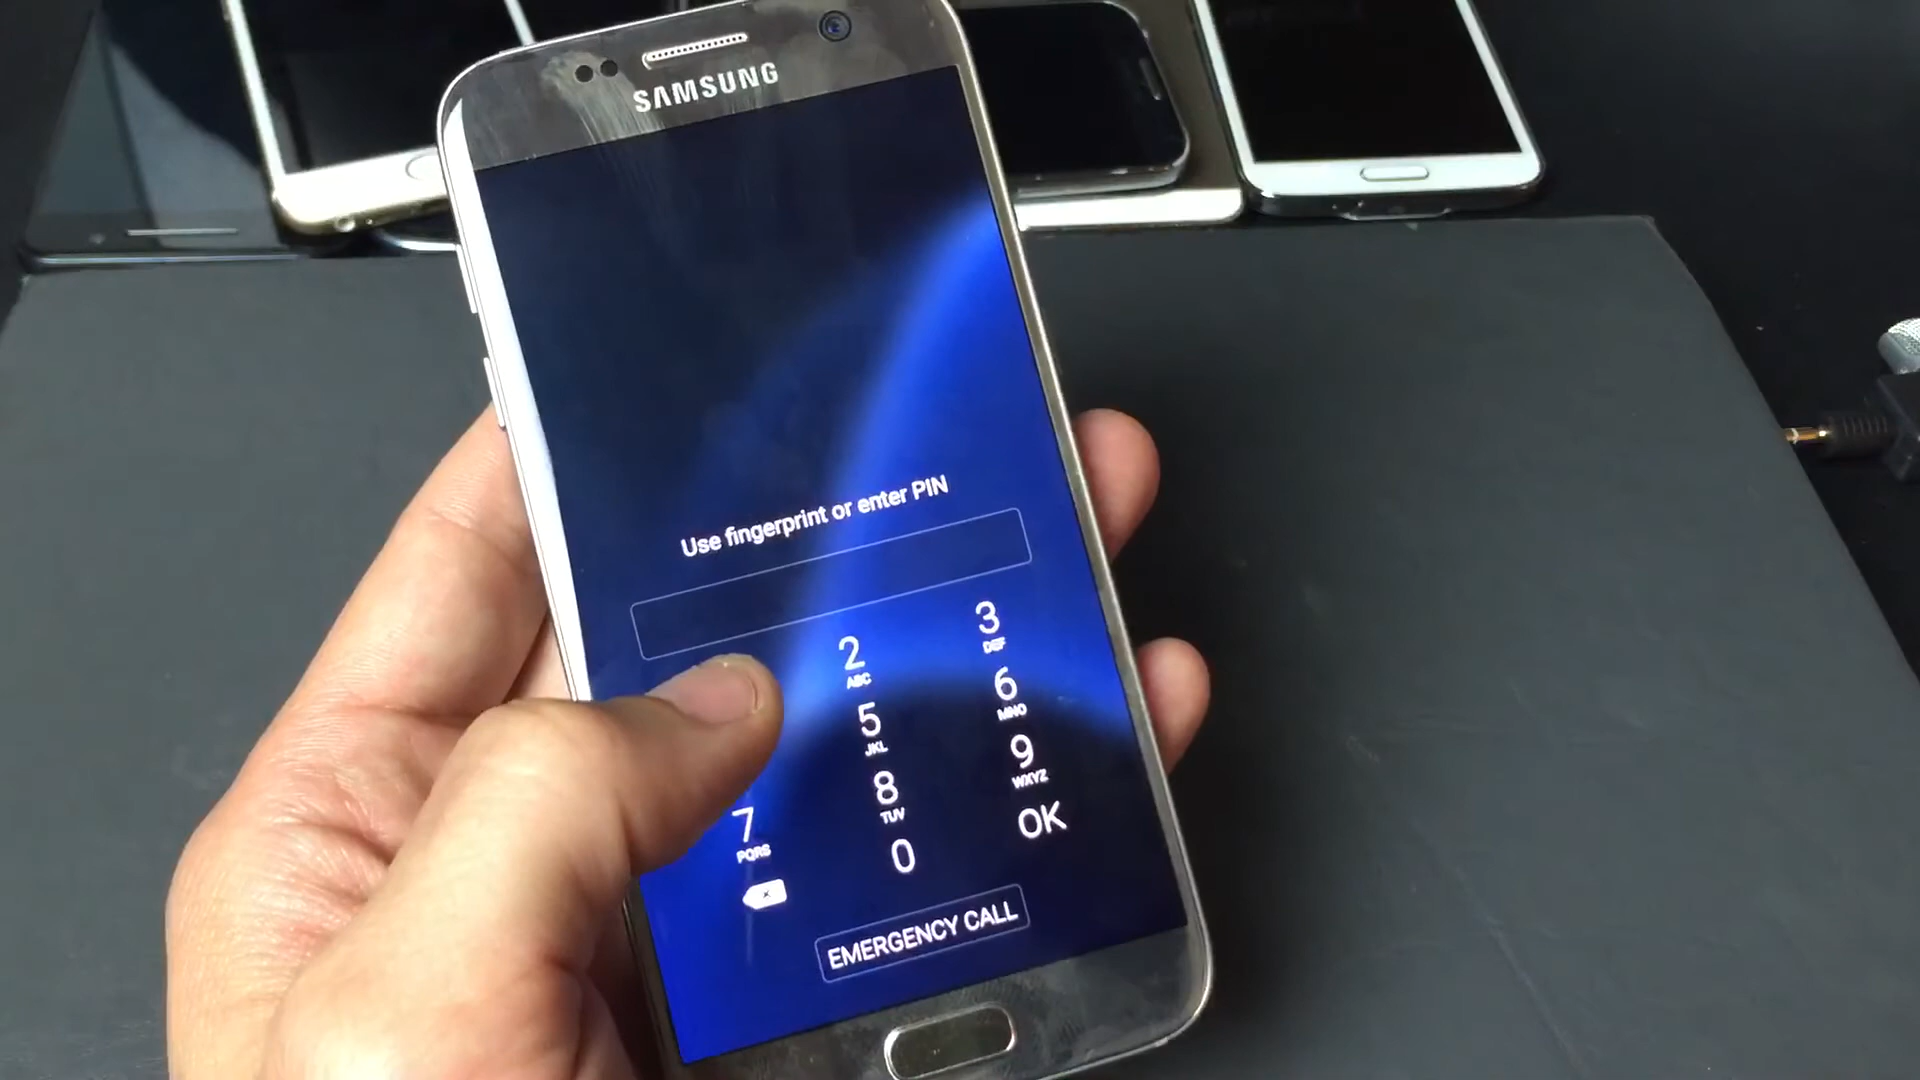 SAMSUNG
Use fingerprint or enter PIN
2 3
ABC DEF
5 6
JKL MNO
7 8 9
PQRS TUV WXYZ
0 OK
EMERGENCY CALL